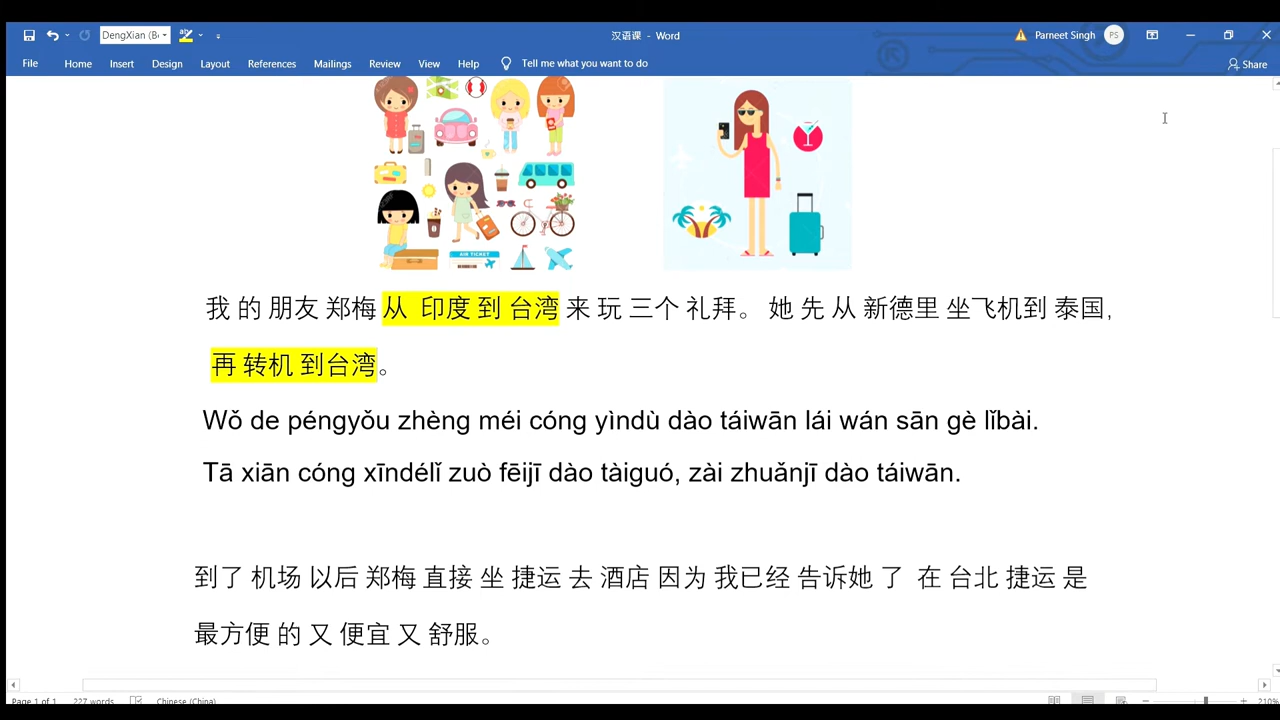 DengXian (B
汉语课 - Word
Parneet Singh
PS
File Home Insert Design Layout References Mailings Review View Help Tell me what you want to do
Share
AIR TICKET
我 的 朋友 郑梅 从 印度 到 台湾 来 玩 三个 礼拜。 她 先 从 新德里 坐飞机到 泰国,
再 转机 到台湾。
Wǒ de péngyǒu zhèng méi cóng yìndù dào táiwān lái wán sān gè lǐbài.
Tā xiān cóng xīndélǐ zuò fēijī dào tàiguó, zài zhuǎnjī dào táiwān.
到了 机场 以后 郑梅 直接 坐 捷运 去 酒店 因为 我已经 告诉她 了 在 台北 捷运 是
最方便 的 又 便宜 又 舒服。
Page 1 of 1 227 words Chinese (China) 210%